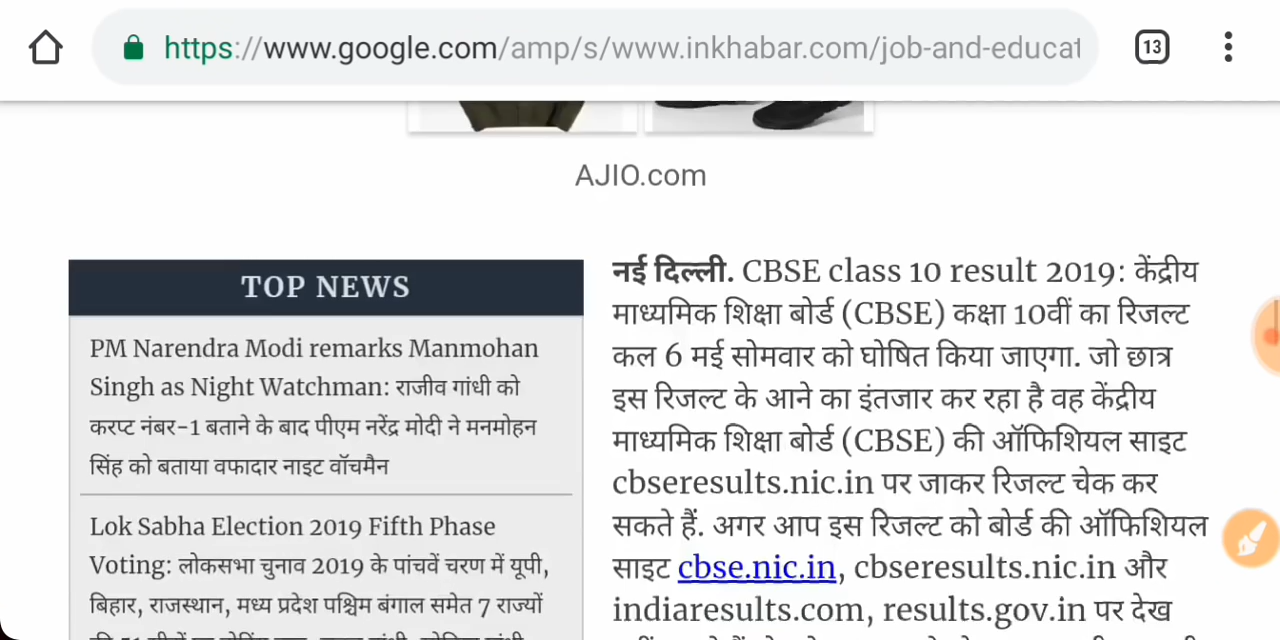 https://www.google.com/amp/s/www.inkhabar.com/job-and-educat
13
AJIO.com
TOP NEWS
PM Narendra Modi remarks Manmohan
Singh as Night Watchman: राजीव गांधी को
करप्ट नंबर-1 बताने के बाद पीएम नरेंद्र मोदी ने मनमोहन
सिंह को बताया वफादार नाइट वॉचमैन
Lok Sabha Election 2019 Fifth Phase
Voting: लोकसभा चुनाव 2019 के पांचवें चरण में यूपी,
बिहार, राजस्थान, मध्य प्रदेश पश्चिम बंगाल समेत 7 राज्यों
नई दिल्ली. CBSE class 10 result 2019: केंद्रीय
माध्यमिक शिक्षा बोर्ड (CBSE) कक्षा 10वीं का रिजल्ट
कल 6 मई सोमवार को घोषित किया जाएगा. जो छात्र
इस रिजल्ट के आने का इंतजार कर रहा है वह केंद्रीय
माध्यमिक शिक्षा बोर्ड (CBSE) की ऑफिशियल साइट
cbseresults.nic.in पर जाकर रिजल्ट चेक कर
सकते हैं. अगर आप इस रिजल्ट को बोर्ड की ऑफिशियल
साइट cbse.nic.in, cbseresults.nic.in और
indiaresults.com, results.gov.in पर देख